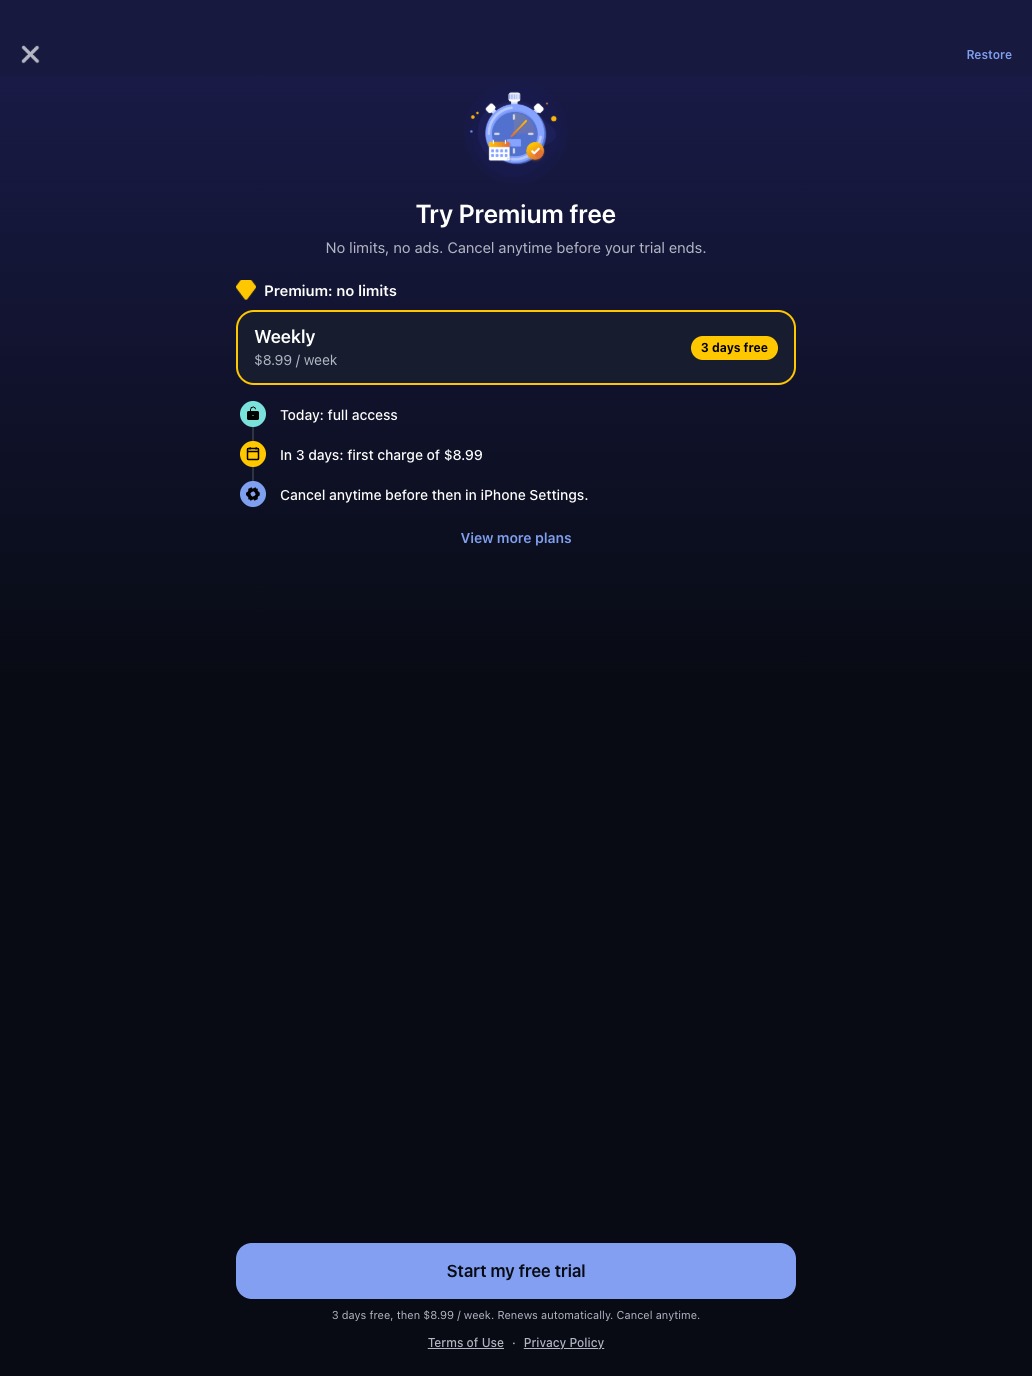 Restore
Try Premium free
No limits, no ads. Cancel anytime before your trial ends.
Premium: no limits
Weekly
$8.99 / week
3 days free
Today: full access
In 3 days: first charge of $8.99
Cancel anytime before then in iPhone Settings.
View more plans
Start my free trial
3 days free, then $8.99 / week. Renews automatically. Cancel anytime.
Terms of Use · Privacy Policy